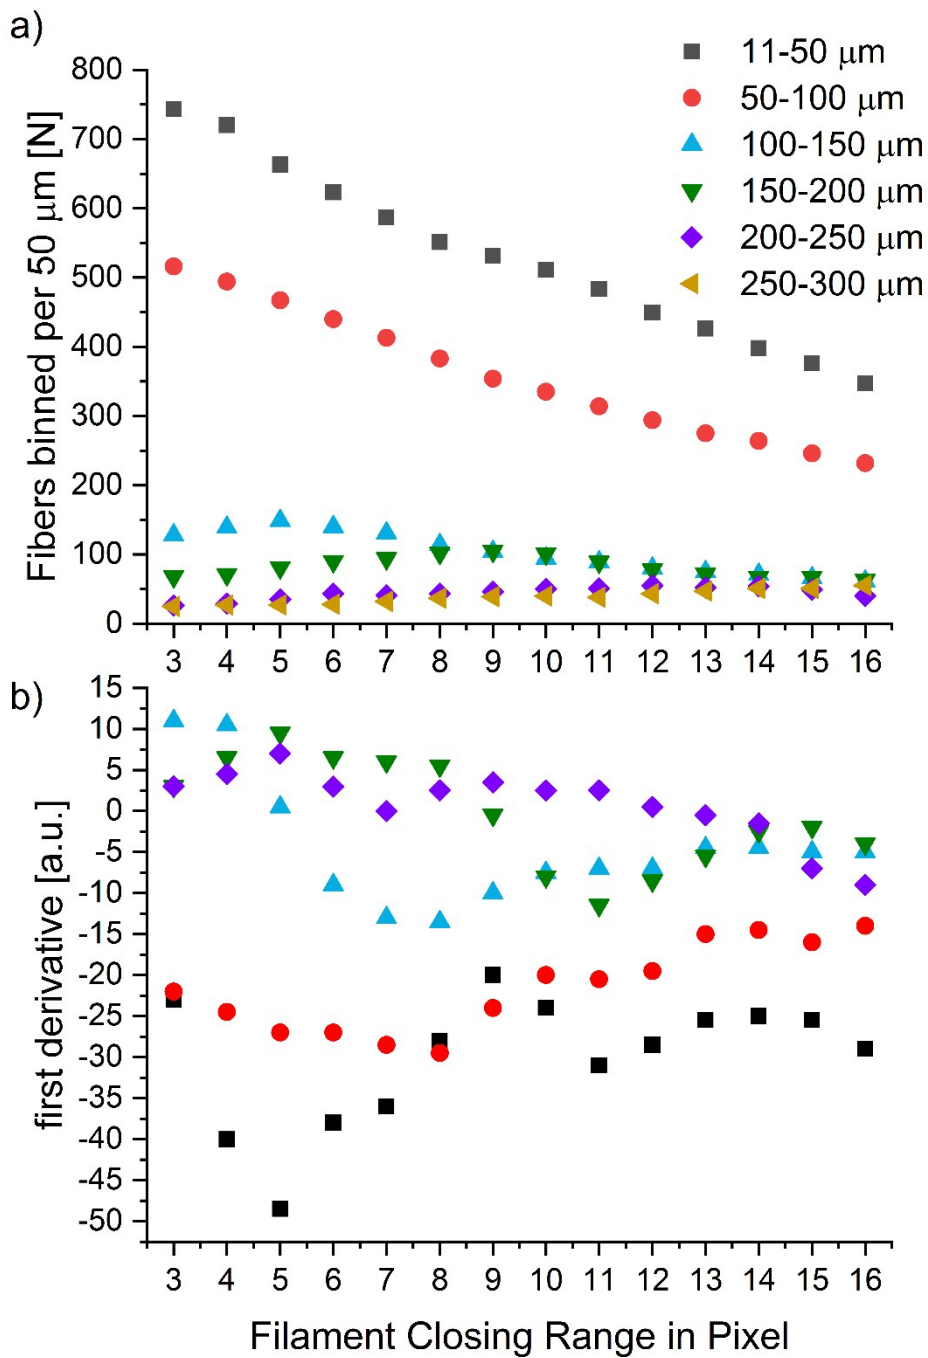 a)
11-50 μm
50-100 μm
100-150 μm
150-200 μm
200-250 μm
250-300 μm
Fibers binned per 50 μm [N]
800
700
600
500
400
300
200
100
0
3 4 5 6 7 8 9 10 11 12 13 14 15 16
b)
first derivative [a.u.]
15
10
5
0
-5
-10
-15
-20
-25
-30
-35
-40
-45
-50
3 4 5 6 7 8 9 10 11 12 13 14 15 16
Filament Closing Range in Pixel